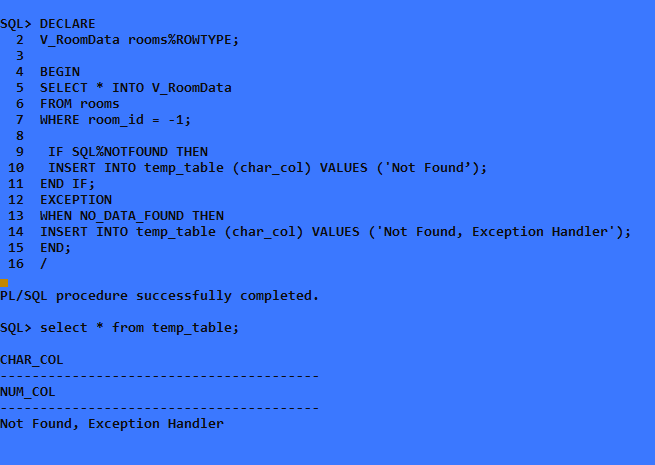 SQL> DECLARE
2 V_RoomData rooms%ROWTYPE;
3
4 BEGIN
5 SELECT * INTO V_RoomData
6 FROM rooms
7 WHERE room_id = -1;
8
9 IF SQL%NOTFOUND THEN
10 INSERT INTO temp_table (char_col) VALUES ('Not Found’);
11 END IF;
12 EXCEPTION
13 WHEN NO_DATA_FOUND THEN
14 INSERT INTO temp_table (char_col) VALUES ('Not Found, Exception Handler');
15 END;
16 /
PL/SQL procedure successfully completed.
SQL> select * from temp_table;
CHAR_COL
----------------------------------------
NUM_COL
----------------------------------------
Not Found, Exception Handler